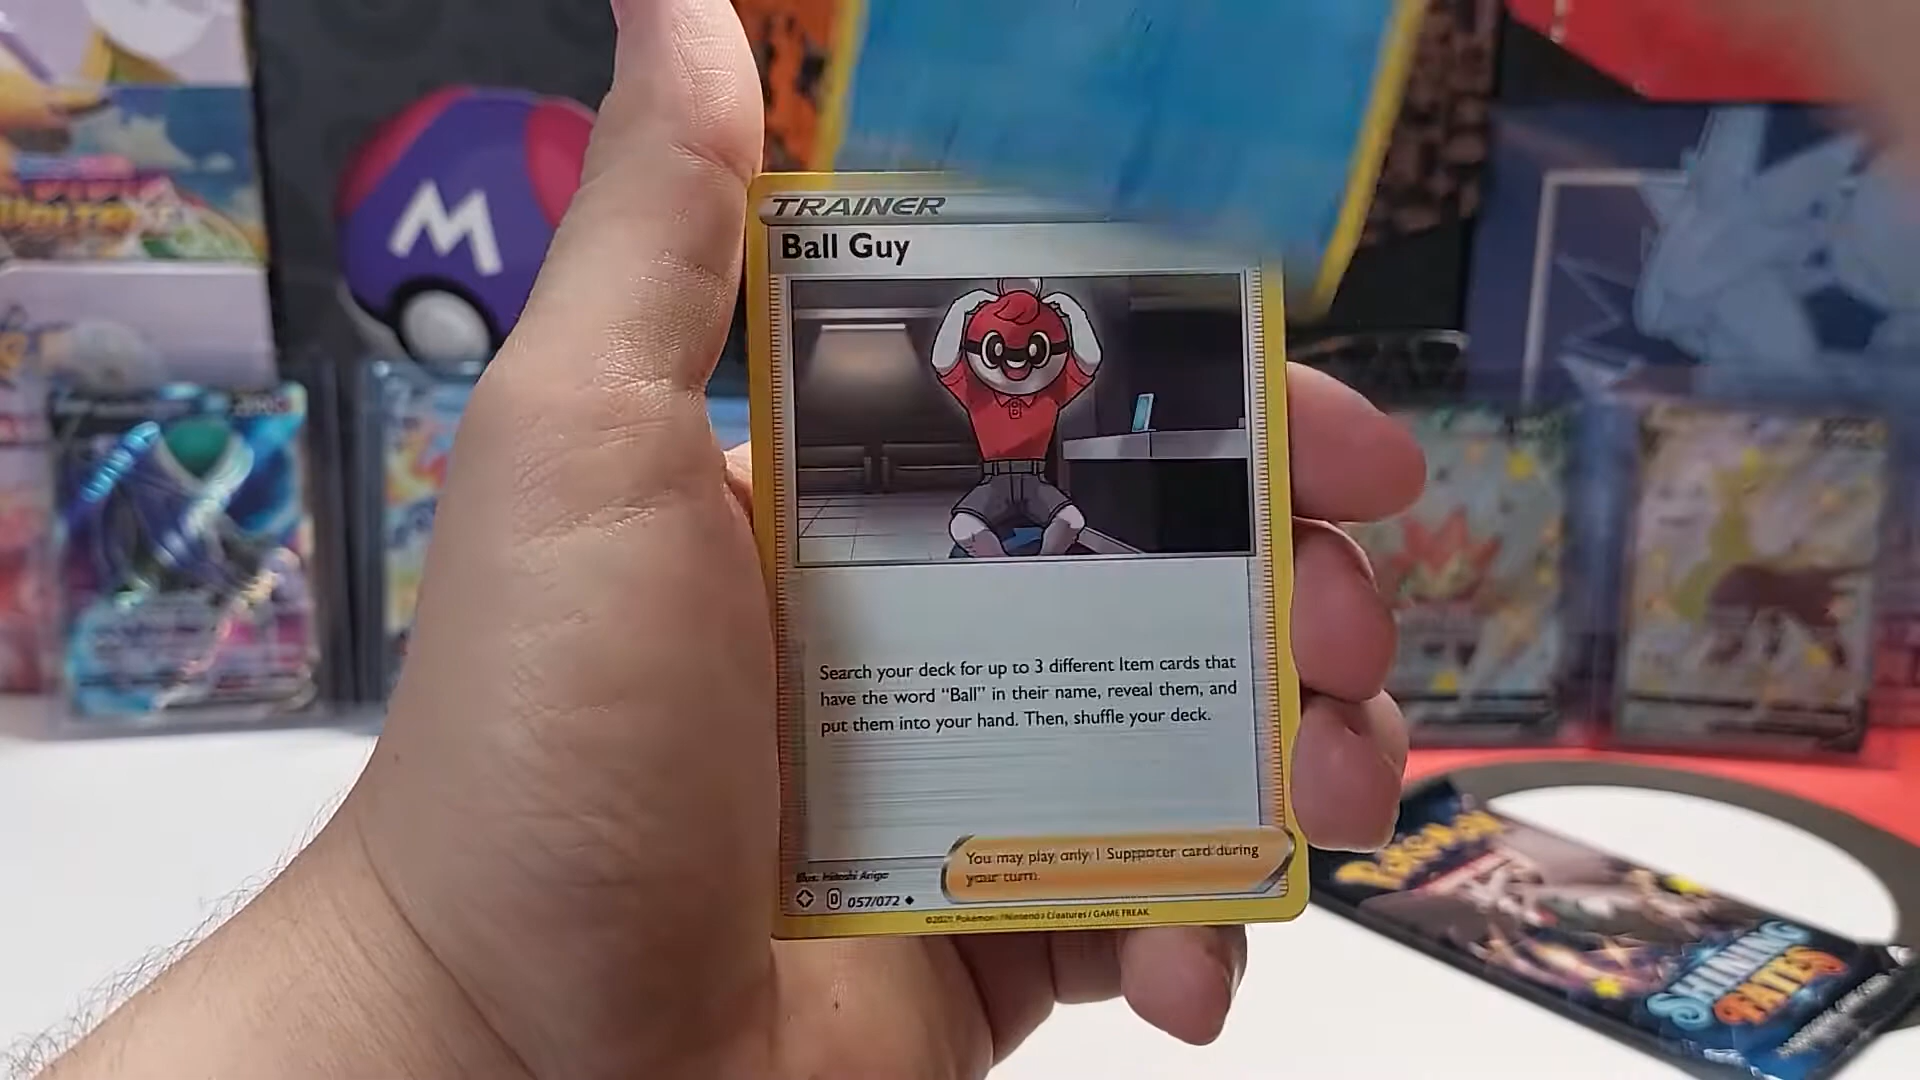 M
TRAINER
Ball Guy
Search your deck for up to 3 different Item cards that
have the word “Ball” in their name, reveal them, and
put them into your hand. Then, shuffle your deck.
You may play only 1 Supporter card during
your turn.
Illus. Hitoshi Ariga
D 057/072
©2021 Pokémon / Nintendo / Creatures / GAME FREAK
Pokémon
SHINING
FATES